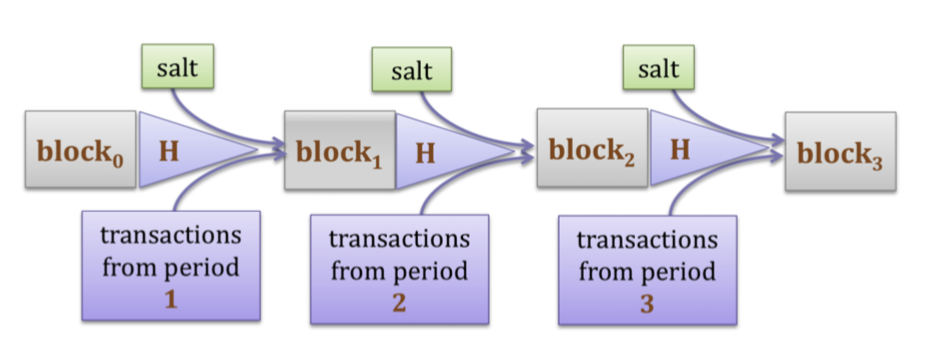 salt
salt
salt
block₀
H
block₁
H
block₂
H
block₃
transactions
from period
1
transactions
from period
2
transactions
from period
3